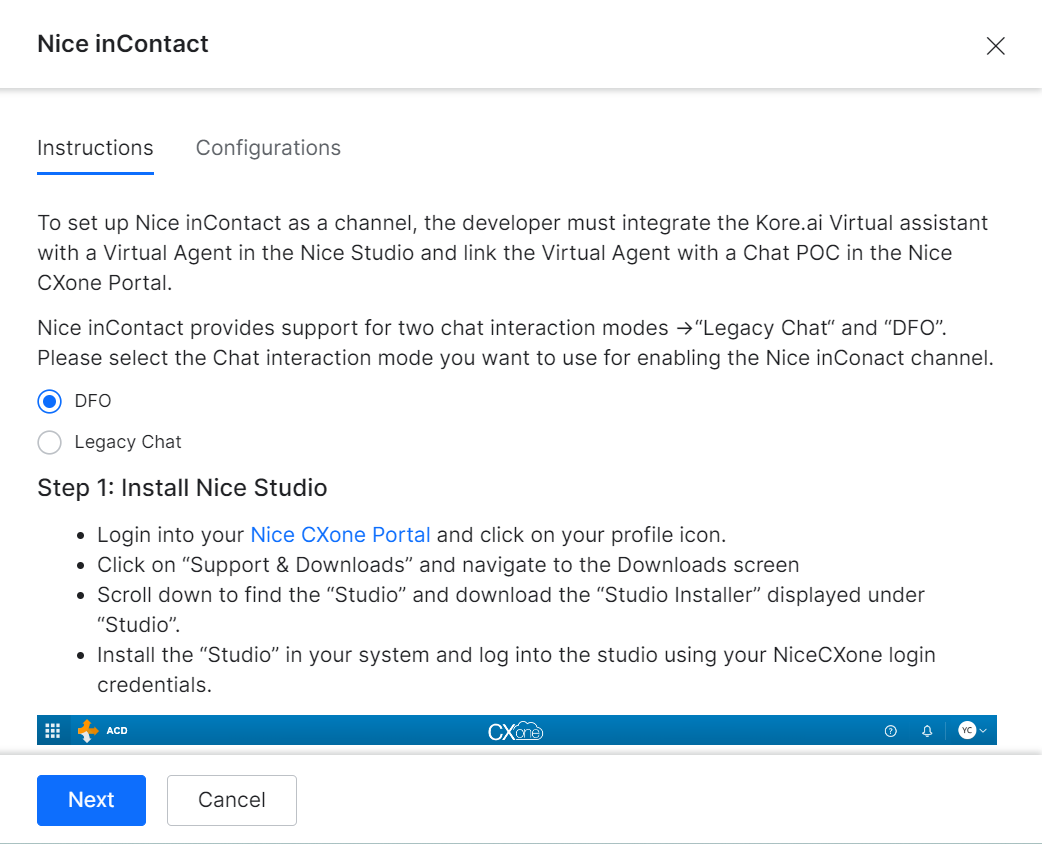 Nice inContact
Instructions
Configurations
To set up Nice inContact as a channel, the developer must integrate the Kore.ai Virtual assistant
with a Virtual Agent in the Nice Studio and link the Virtual Agent with a Chat POC in the Nice
CXone Portal.
Nice inContact provides support for two chat interaction modes →“Legacy Chat“ and “DFO”.
Please select the Chat interaction mode you want to use for enabling the Nice inConact channel.
DFO
Legacy Chat
Step 1: Install Nice Studio
• Login into your Nice CXone Portal and click on your profile icon.
• Click on “Support & Downloads” and navigate to the Downloads screen
• Scroll down to find the “Studio” and download the “Studio Installer” displayed under
“Studio”.
• Install the “Studio” in your system and log into the studio using your NiceCXone login
credentials.
ACD
CXone
?
YC
Next
Cancel